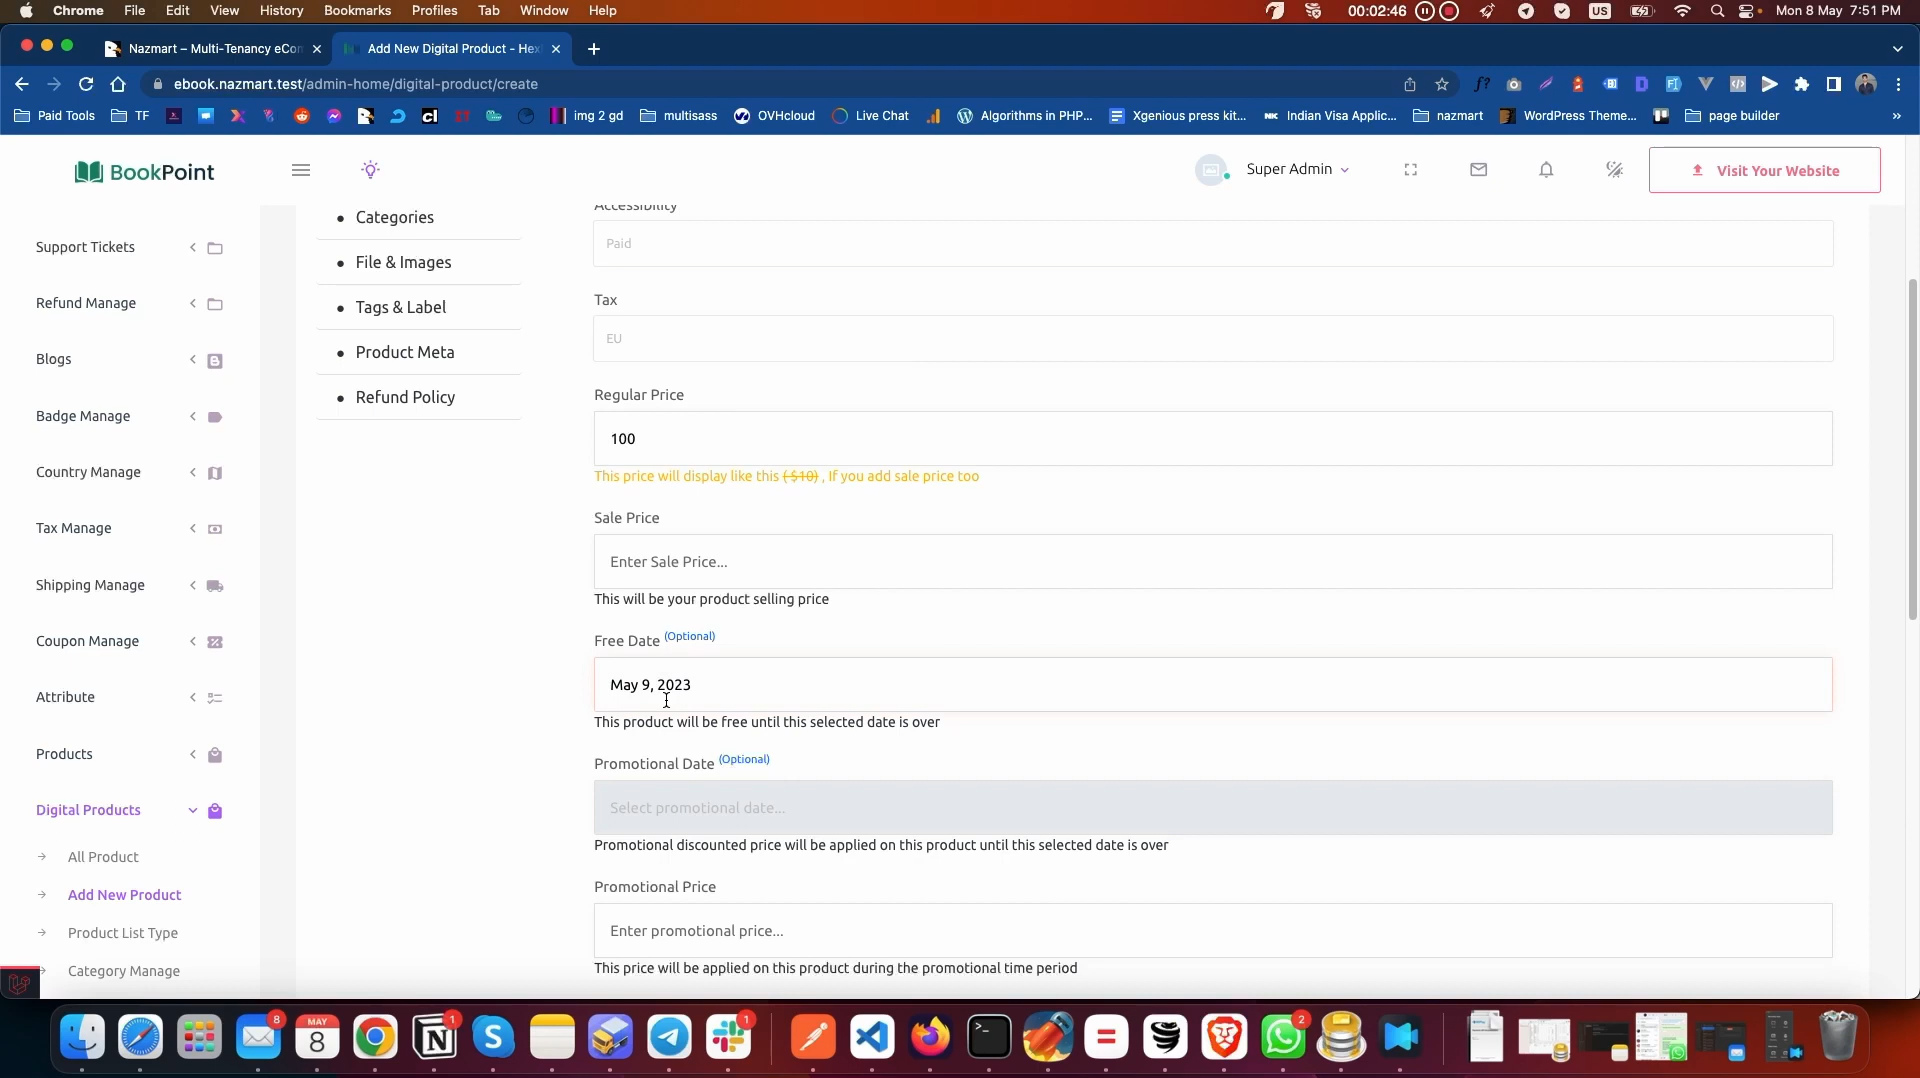 Chrome File Edit View History Bookmarks Profiles Tab Window Help 00:02:46 US Mon 8 May 7:51 PM
Nazmart – Multi-Tenancy eCon Add New Digital Product - Hex
ebook.nazmart.test/admin-home/digital-product/create
Paid Tools TF img 2 gd multisass OVHcloud Live Chat Algorithms in PHP... Xgenious press kit... Indian Visa Applic... nazmart WordPress Theme... page builder
BookPoint Super Admin Visit Your Website
Support Tickets
Refund Manage
Blogs
Badge Manage
Country Manage
Tax Manage
Shipping Manage
Coupon Manage
Attribute
Products
Digital Products
All Product
Add New Product
Product List Type
Category Manage
Categories
File & Images
Tags & Label
Product Meta
Refund Policy
Accessibility
Paid
Tax
EU
Regular Price
100
This price will display like this ( $10) , If you add sale price too
Sale Price
Enter Sale Price...
This will be your product selling price
Free Date (Optional)
May 9, 2023
This product will be free until this selected date is over
Promotional Date (Optional)
Select promotional date...
Promotional discounted price will be applied on this product until this selected date is over
Promotional Price
Enter promotional price...
This price will be applied on this product during the promotional time period
8 MAY 8 1 1 2